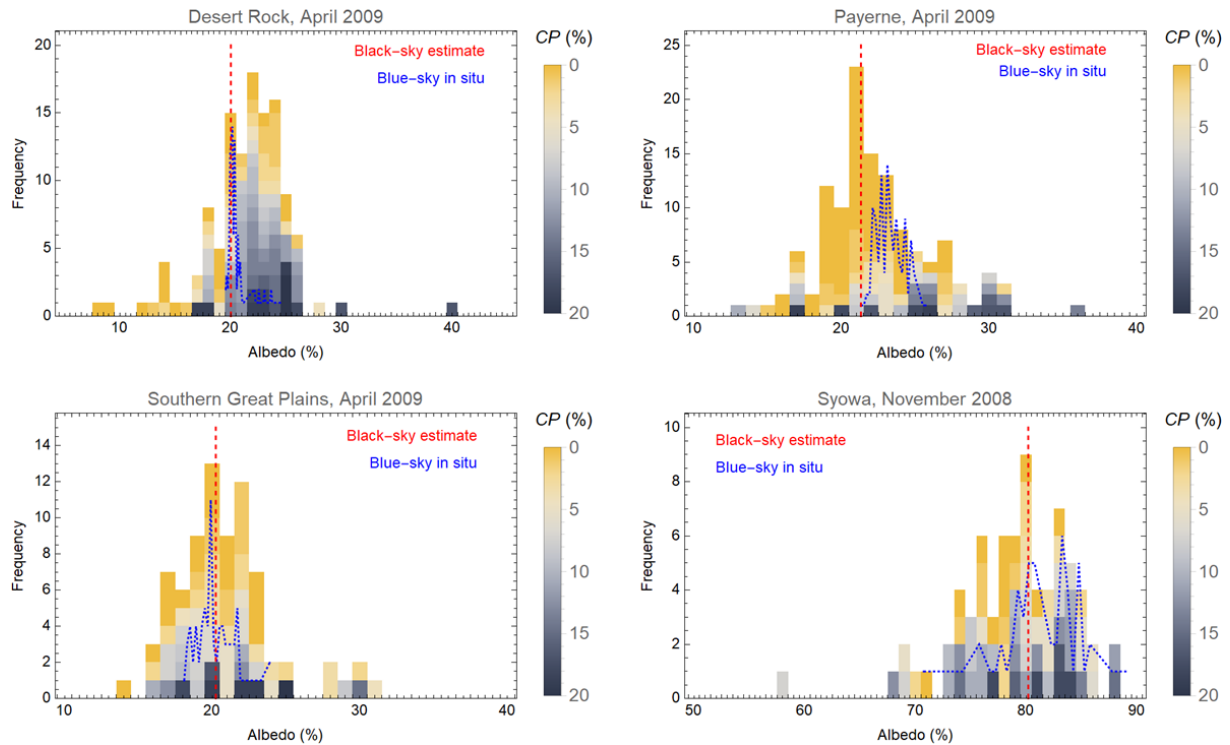 Desert Rock, April 2009
CP (%)
20
15
10
5
0
Frequency
Black-sky estimate
Blue-sky in situ
0
5
10
15
20
10
20
30
40
Albedo (%)
Payerne, April 2009
CP (%)
25
20
15
10
5
0
Frequency
Black-sky estimate
Blue-sky in situ
0
5
10
15
20
10
20
30
40
Albedo (%)
Southern Great Plains, April 2009
CP (%)
14
12
10
8
6
4
2
0
Frequency
Black-sky estimate
Blue-sky in situ
0
5
10
15
20
10
20
30
40
Albedo (%)
Syowa, November 2008
CP (%)
10
8
6
4
2
0
Frequency
Black-sky estimate
Blue-sky in situ
0
5
10
15
20
50
60
70
80
90
Albedo (%)